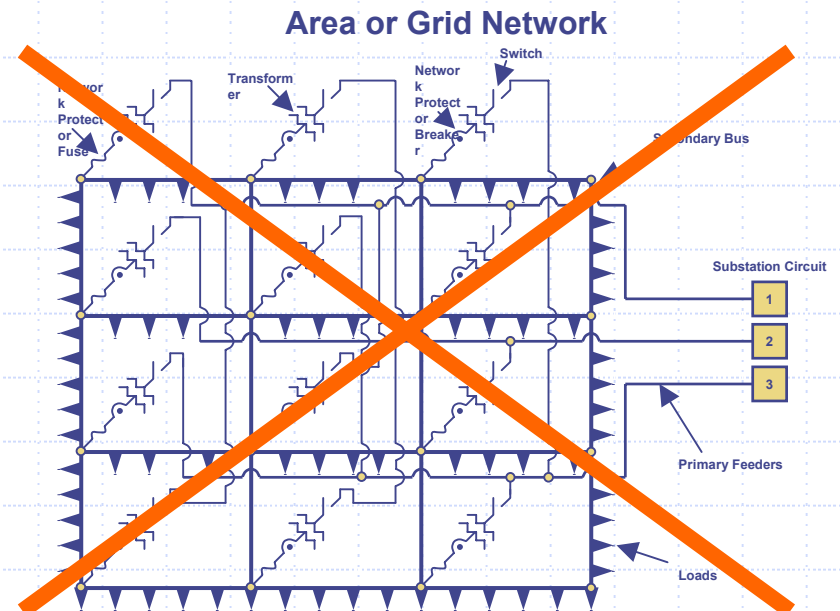 Area or Grid Network
Switch
Networ
k
Protect
or
Fuse
Transform
er
Networ
k
Protect
or
Breake
r
Bus
Substation Circuit
1
2
3
Primary Feeders
Loads